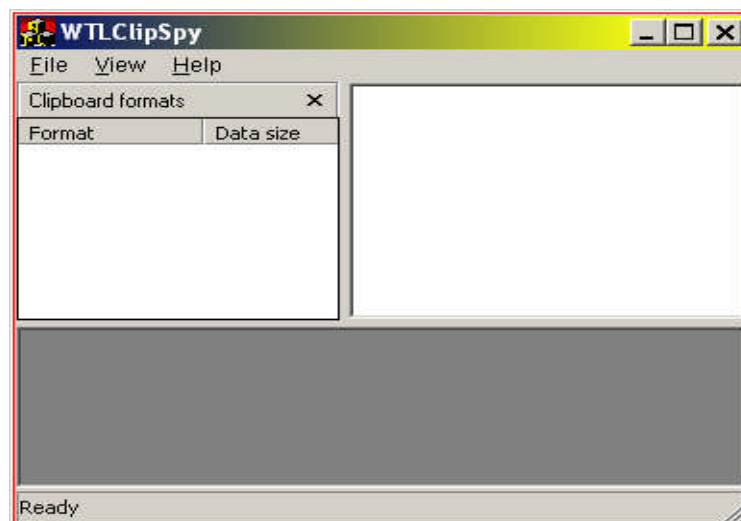 WTLClipSpy
File View Help
Clipboard formats
Format Data size
Ready